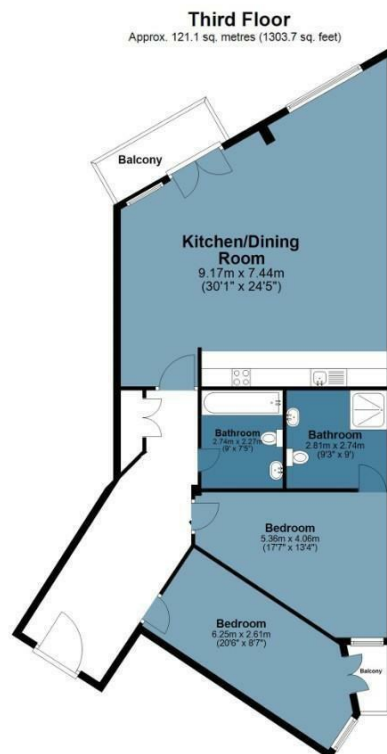 Third Floor
Approx. 121.1 sq. metres (1303.7 sq. feet)
Balcony
Kitchen/Dining
Room
9.17m x 7.44m
(30'1" x 24'5")
Bathroom
2.74m x 2.27m
(9' x 7'5")
Bathroom
2.81m x 2.74m
(9'3" x 9')
Bedroom
5.36m x 4.06m
(17'7" x 13'4")
Bedroom
6.25m x 2.61m
(20'6" x 8'7")
Balcony